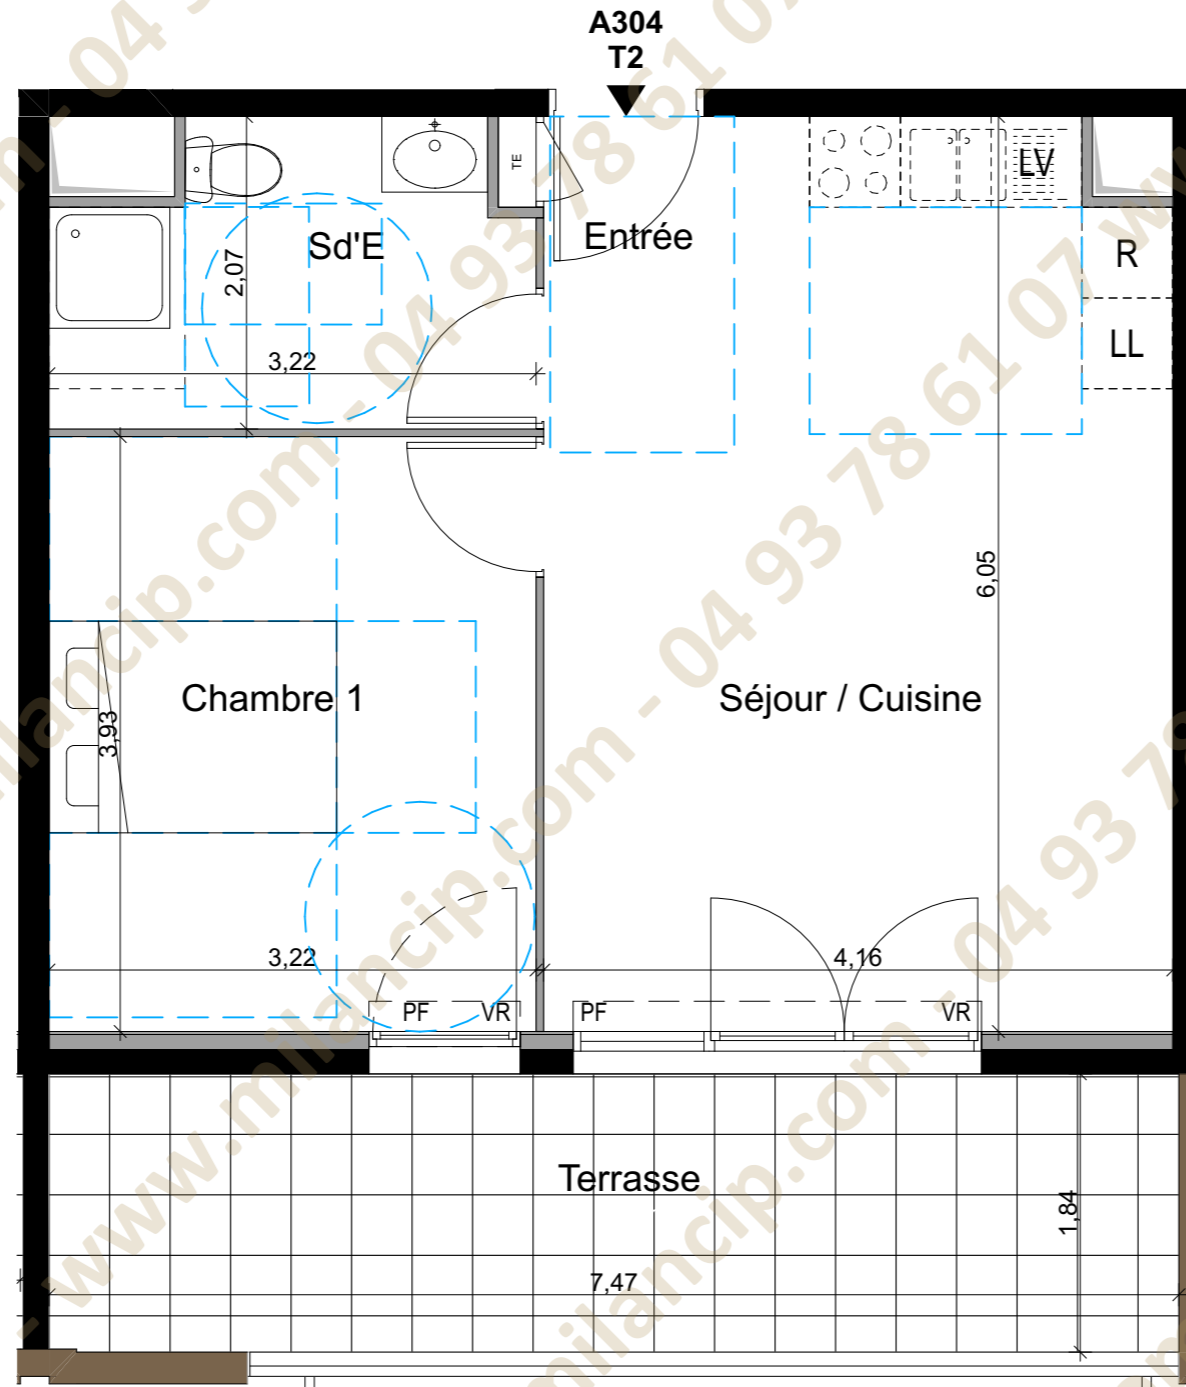 A304
T2
TE
LV
Sd'E
Entrée
R
2,07
LL
3,22
6,05
Chambre 1
Séjour / Cuisine
3,93
3,22
4,16
PF
VR
PF
VR
Terrasse
1,84
7,47
www.milancip.com - 04 93 78 61 07